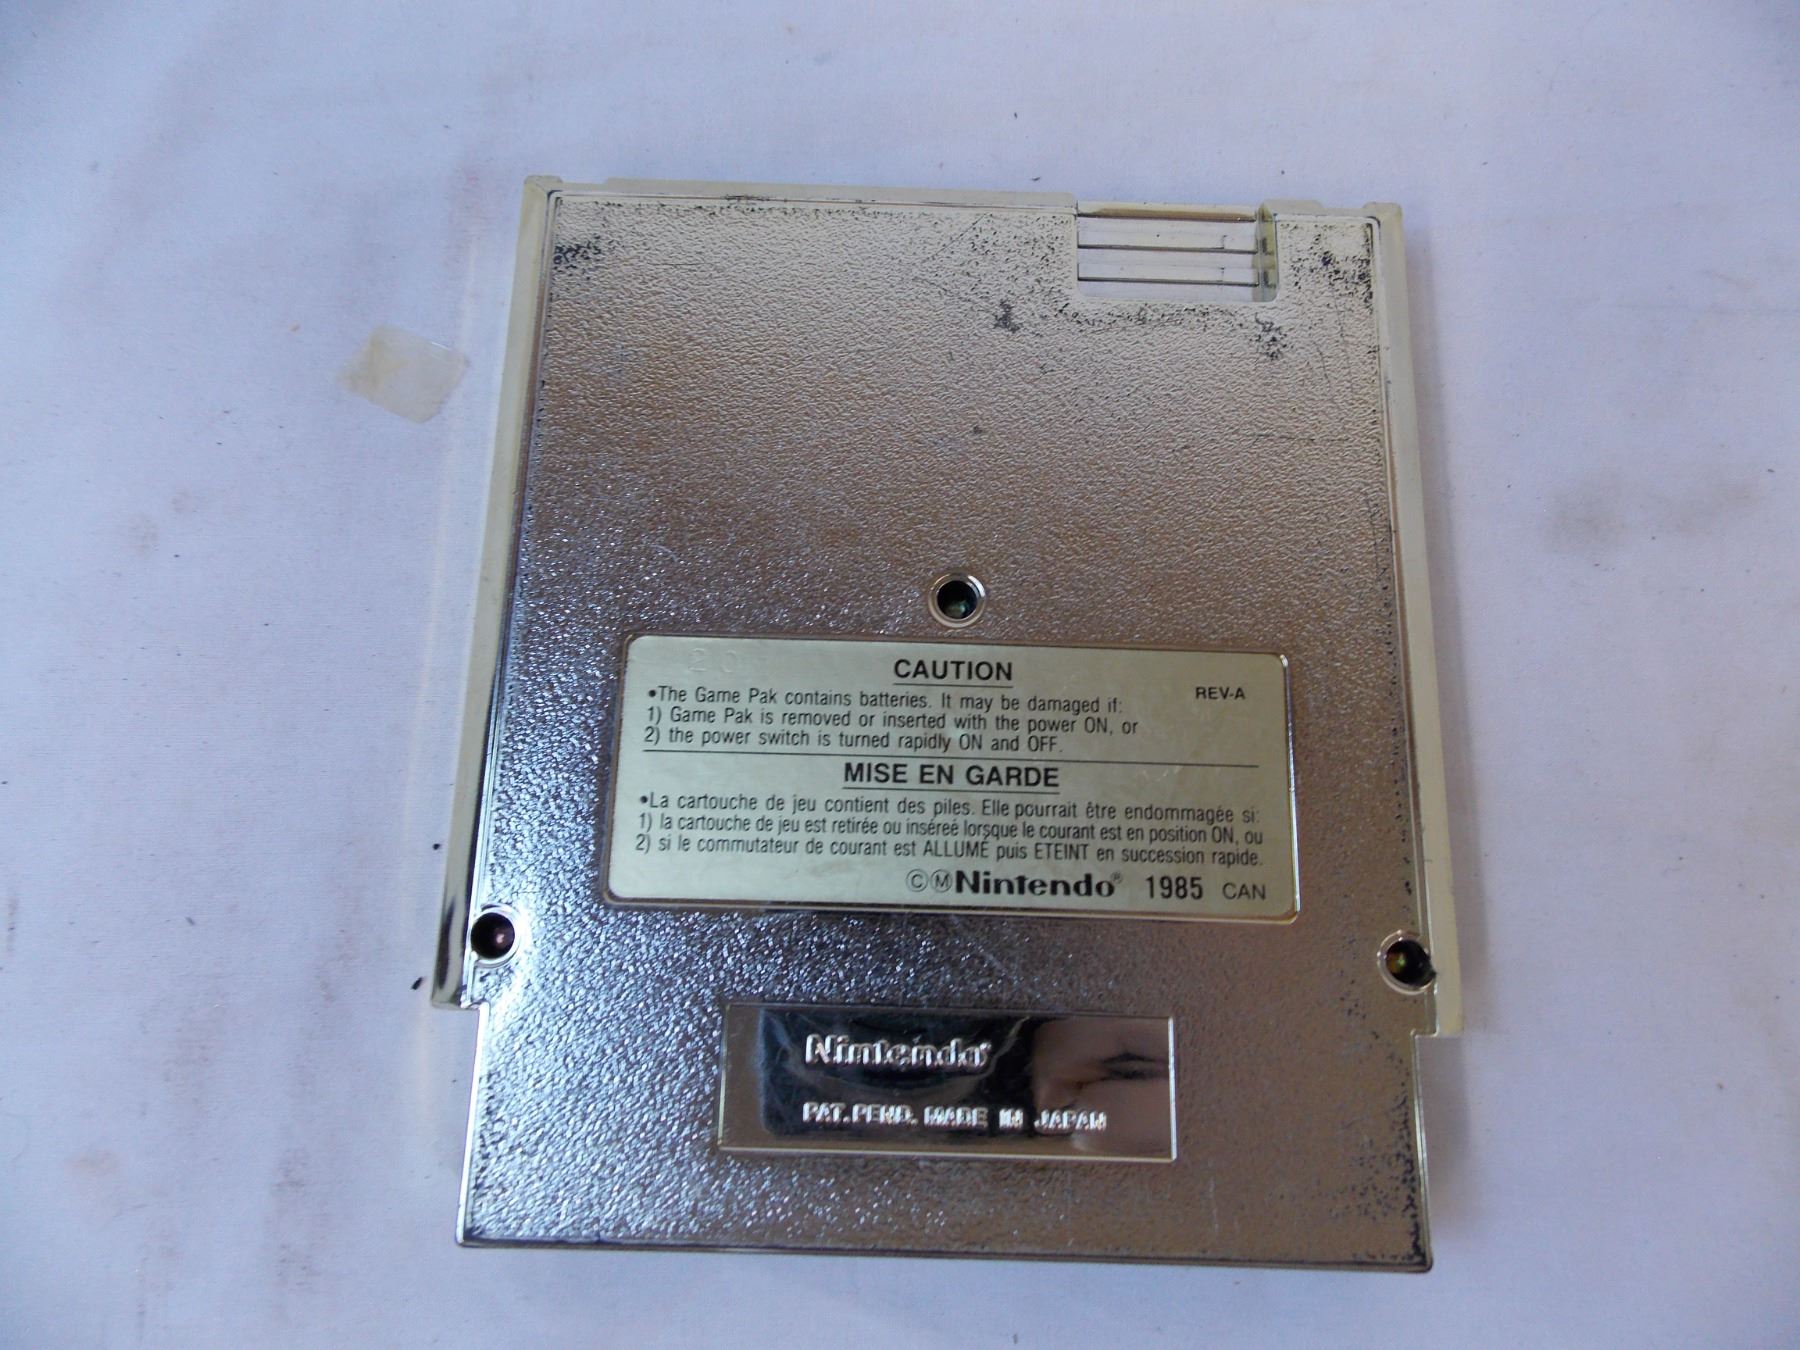 20
CAUTION
•The Game Pak contains batteries. It may be damaged if: REV-A
1) Game Pak is removed or inserted with the power ON, or
2) the power switch is turned rapidly ON and OFF.
MISE EN GARDE
•La cartouche de jeu contient des piles. Elle pourrait être endommagée si:
1) la cartouche de jeu est retirée ou inséreé lorsque le courant est en position ON, ou
2) si le commutateur de courant est ALLUMÉ puis ETEINT en succession rapide.
ⒸⓂNintendo® 1985 CAN
Nintendo®
PAT. PEND. MADE IN JAPAN